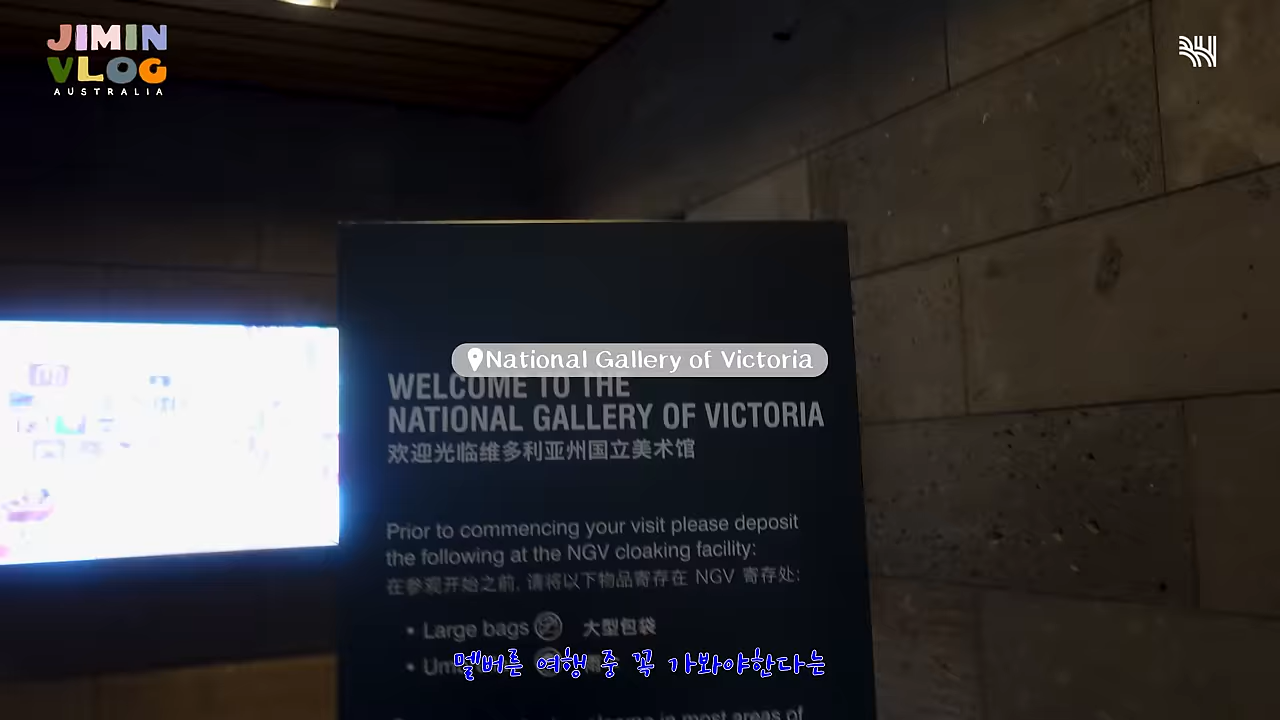 JIMIN
VLOG
AUSTRALIA
National Gallery of Victoria
WELCOME TO THE
NATIONAL GALLERY OF VICTORIA
欢迎光临维多利亚州国立美术馆
Prior to commencing your visit please deposit
the following at the NGV cloaking facility:
在参观开始之前, 请将以下物品寄存在 NGV 寄存处:
• Large bags 大型包袋
멜버른 여행 중 꼭 가봐야한다는
in most areas of